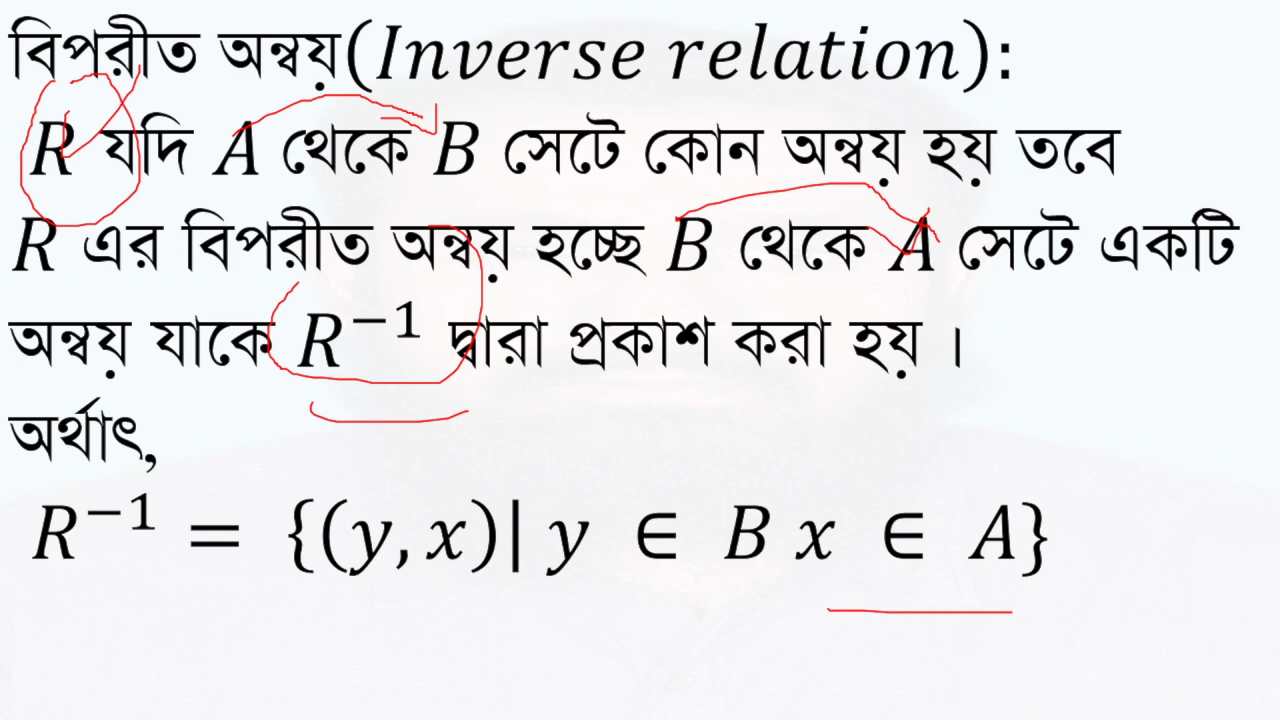 বিপরীত অন্বয়(Inverse relation):
R যদি A থেকে B সেটে কোন অন্বয় হয় তবে
R এর বিপরীত অন্বয় হচ্ছে B থেকে A সেটে একটি
অন্বয় যাকে R⁻¹ দ্বারা প্রকাশ করা হয় ।
অর্থাৎ,
R⁻¹ = {(y, x)| y ∈ B x ∈ A}